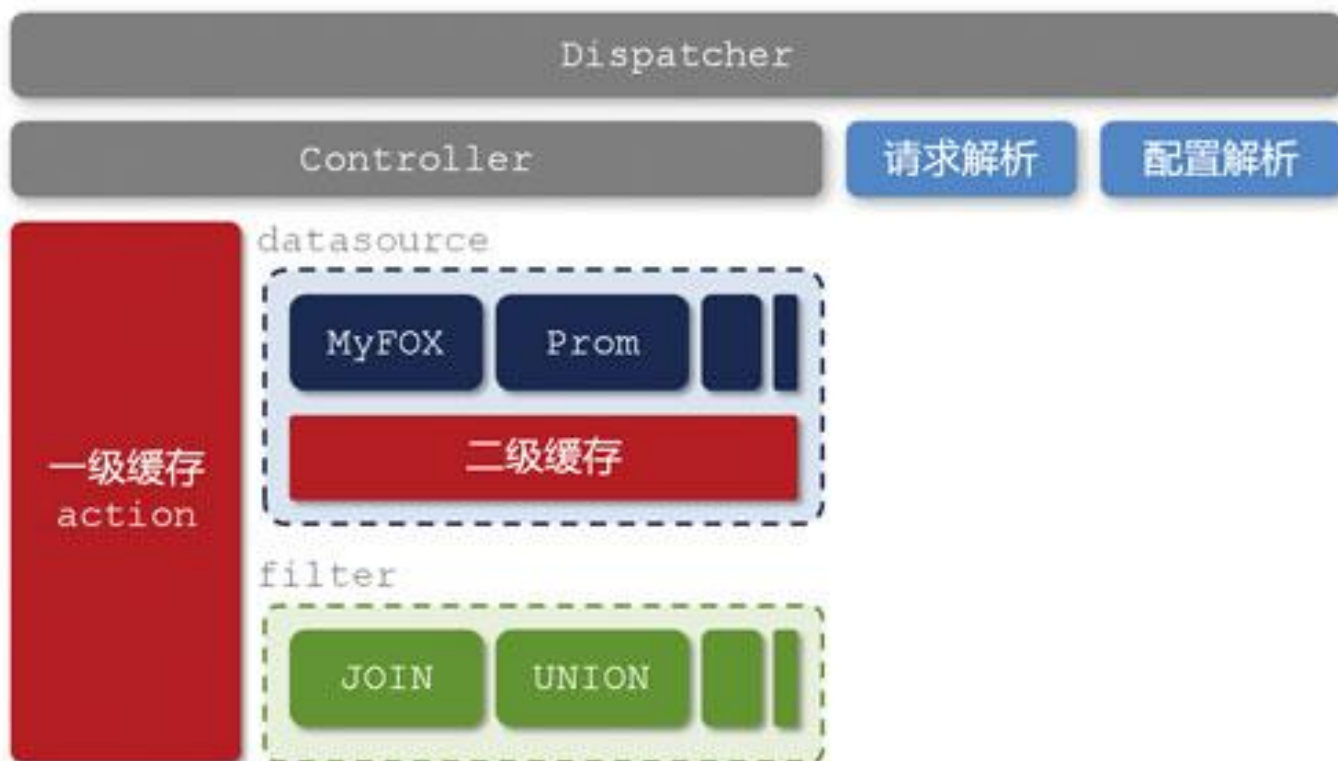 Dispatcher
Controller
请求解析
配置解析
datasource
MyFOX
Prom
二级缓存
一级缓存
action
filter
JOIN
UNION